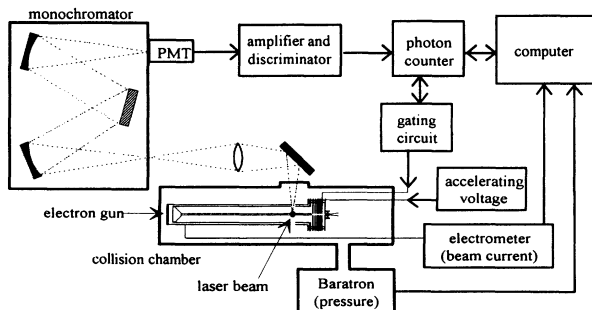 monochromator
PMT
amplifier and
discriminator
photon
counter
computer
gating
circuit
accelerating
voltage
electron gun
electrometer
(beam current)
collision chamber
laser beam
Baratron
(pressure)